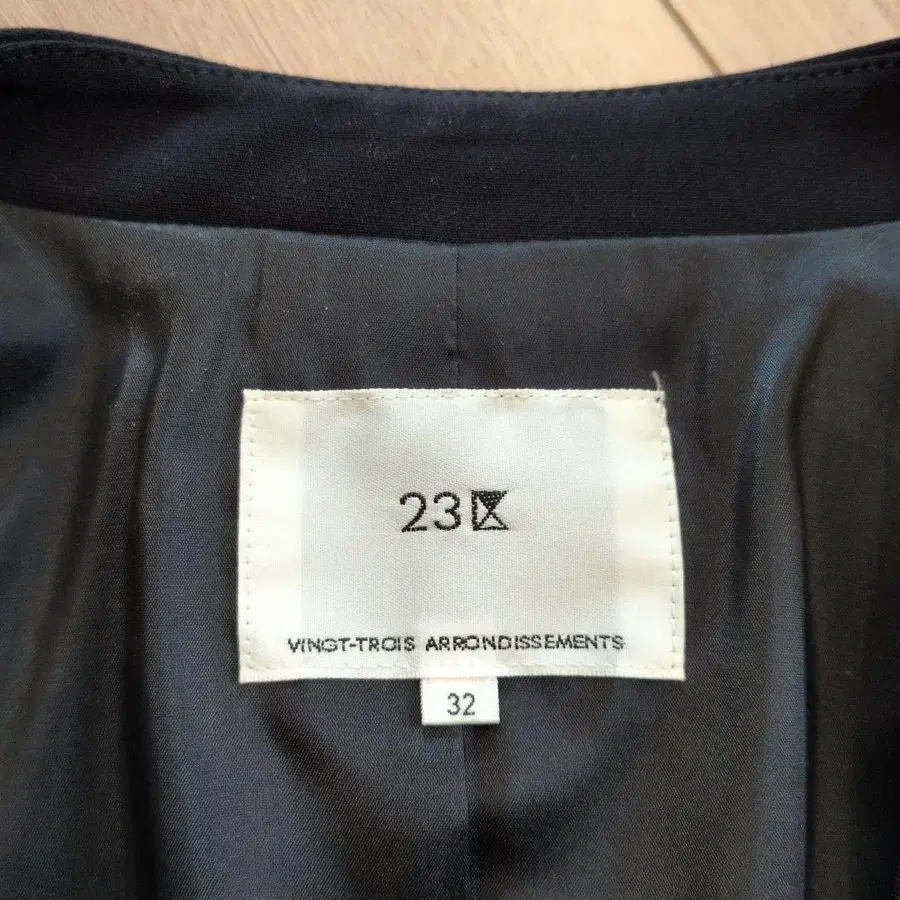 23区
VINGT-TROIS ARRONDISSEMENTS
32